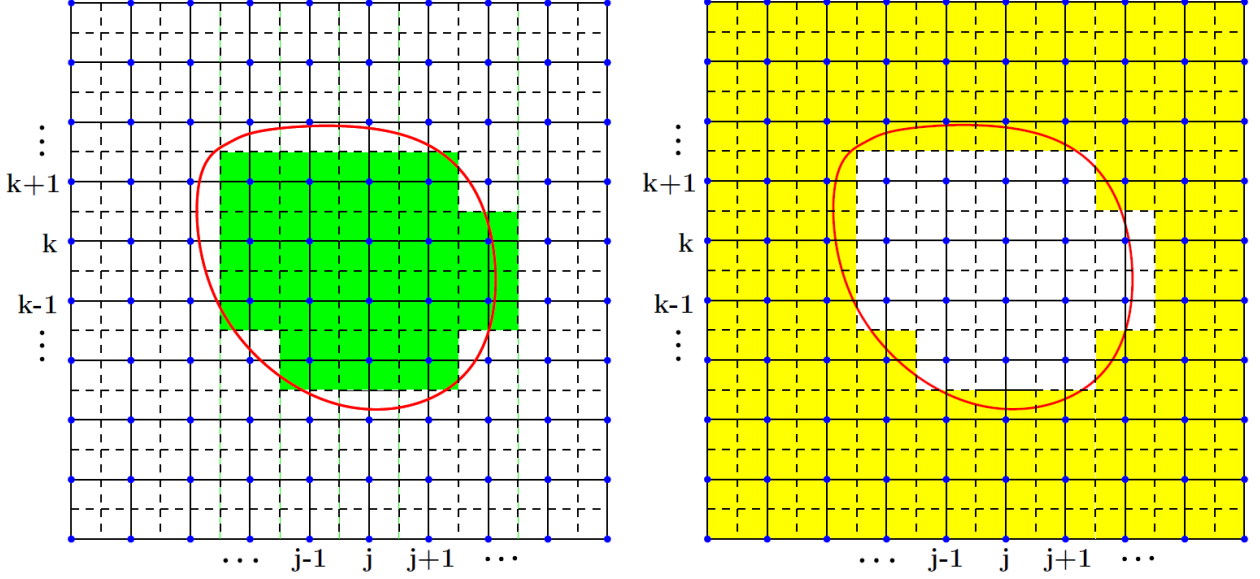 ⋮
k+1
k
k-1
⋮
⋯ j-1 j j+1 ⋯
⋮
k+1
k
k-1
⋮
⋯ j-1 j j+1 ⋯